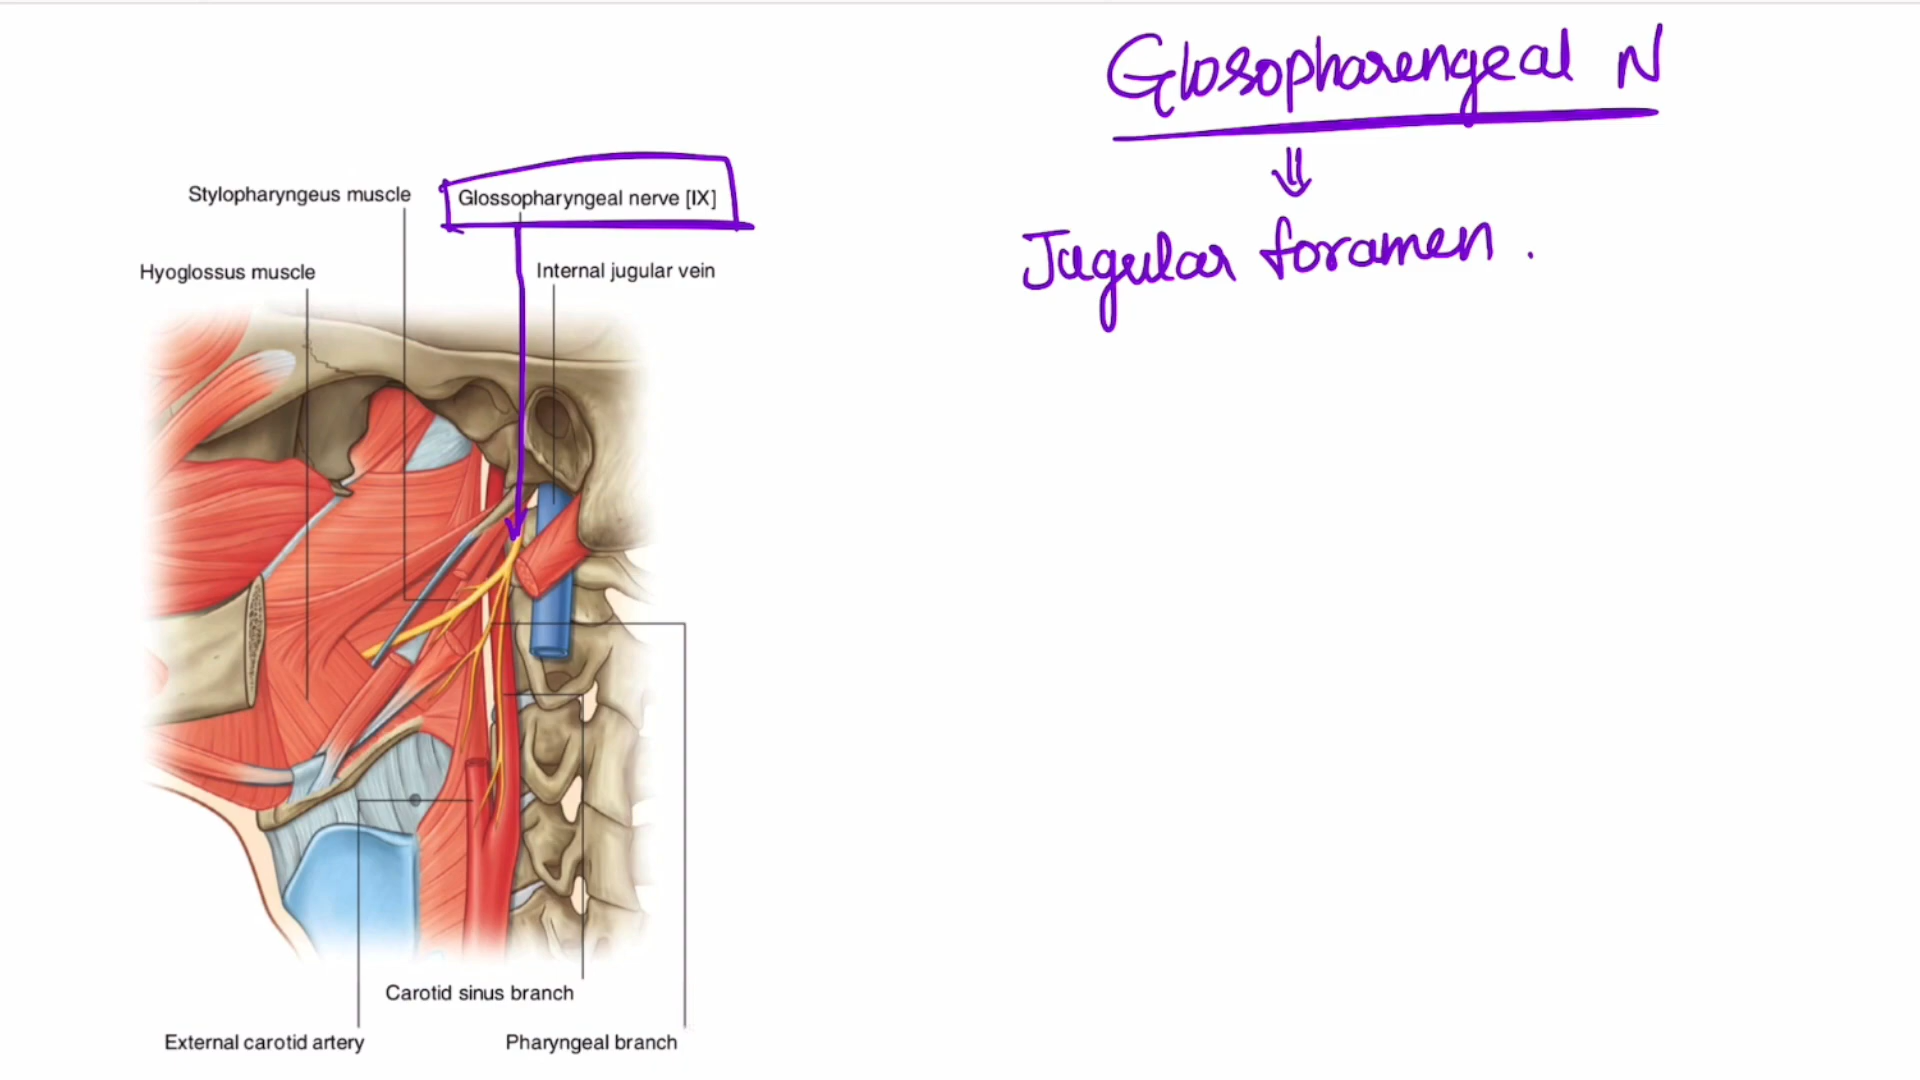 Glosopharengeal N
Jugular foramen .
Stylopharyngeus muscle
Glossopharyngeal nerve [IX]
Hyoglossus muscle
Internal jugular vein
Carotid sinus branch
External carotid artery
Pharyngeal branch